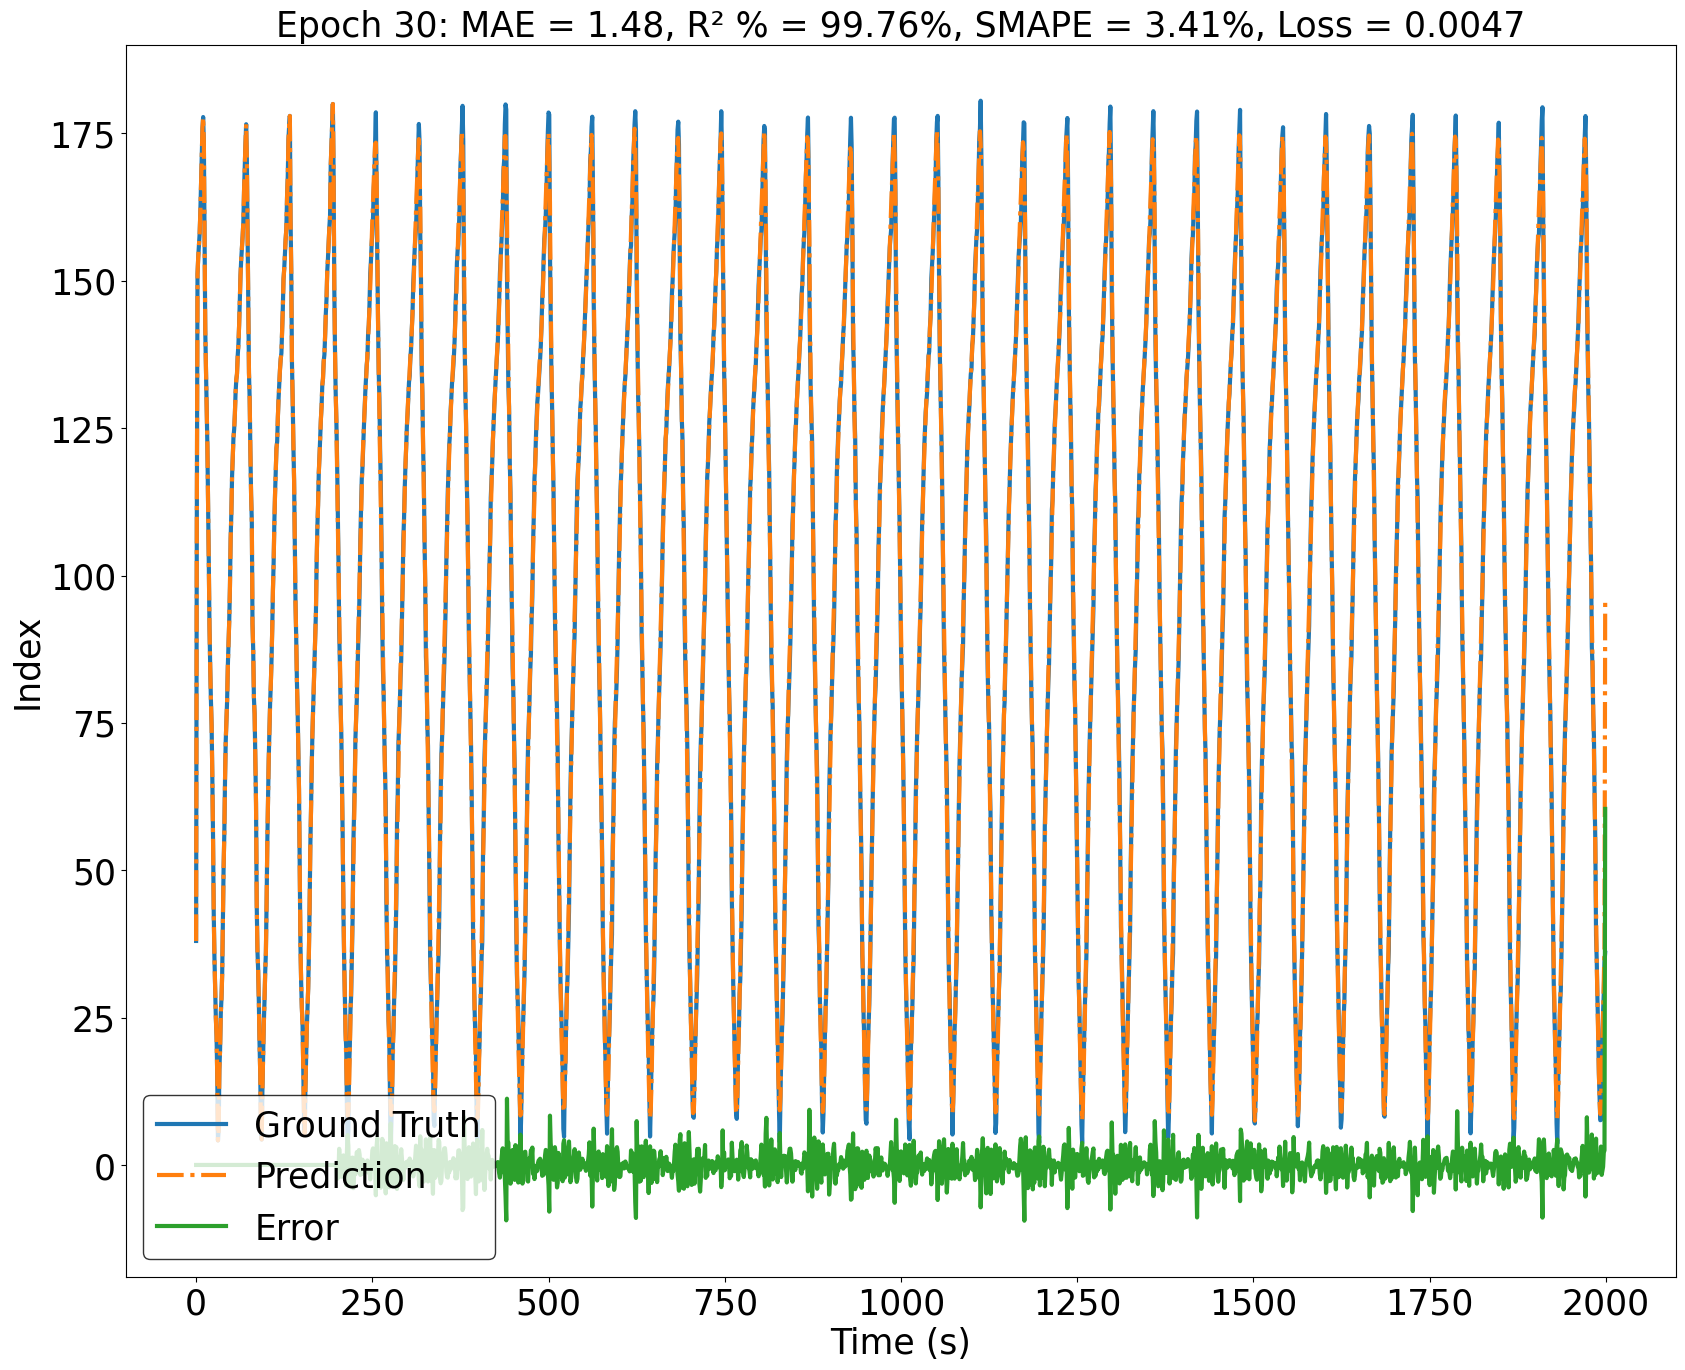 Epoch 30: MAE = 1.48, R² % = 99.76%, SMAPE = 3.41%, Loss = 0.0047
175
150
125
100
75
50
25
0
Index
Ground Truth
Prediction
Error
0 250 500 750 1000 1250 1500 1750 2000
Time (s)